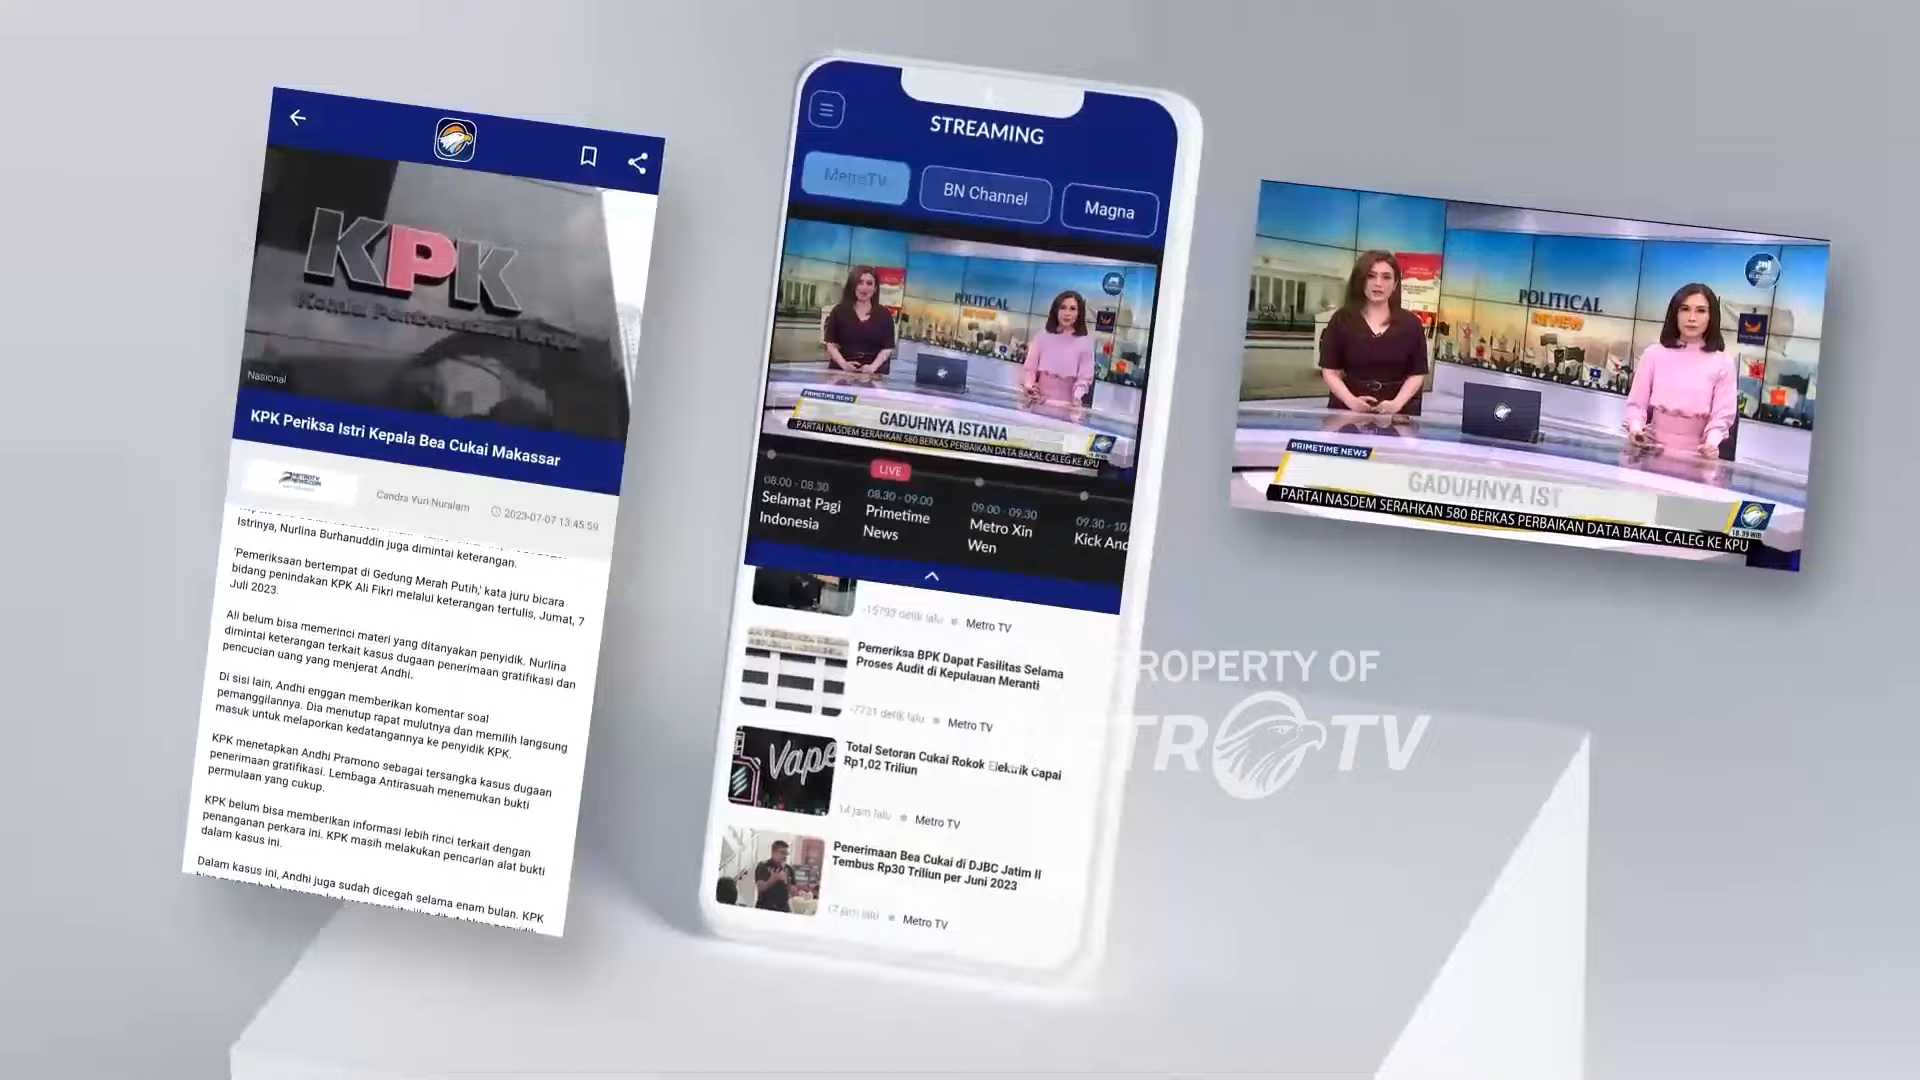 KPK
Nasional
KPK Periksa Istri Kepala Bea Cukai Makassar
METROTV
NEWS.COM
Candra Yuri Nuralam
2023-07-07 13:45:59
Istrinya, Nurlina Burhanuddin juga dimintai keterangan.
'Pemeriksaan bertempat di Gedung Merah Putih,' kata juru bicara
bidang penindakan KPK Ali Fikri melalui keterangan tertulis, Jumat, 7
Juli 2023.
Ali belum bisa memerinci materi yang ditanyakan penyidik. Nurlina
dimintai keterangan terkait kasus dugaan penerimaan gratifikasi dan
pencucian uang yang menjerat Andhi.
Di sisi lain, Andhi enggan memberikan komentar soal
pemanggilannya. Dia menutup rapat mulutnya dan memilih langsung
masuk untuk melaporkan kedatangannya ke penyidik KPK.
KPK menetapkan Andhi Pramono sebagai tersangka kasus dugaan
penerimaan gratifikasi. Lembaga Antirasuah menemukan bukti
permulaan yang cukup.
KPK belum bisa memberikan informasi lebih rinci terkait dengan
penanganan perkara ini. KPK masih melakukan pencarian alat bukti
dalam kasus ini.
Dalam kasus ini, Andhi juga sudah dicegah selama enam bulan. KPK
STREAMING
MetroTV
BN Channel
Magna
POLITICAL
REVIEW
PRIMETIME NEWS
GADUHNYA ISTANA
PARTAI NASDEM SERAHKAN 580 BERKAS PERBAIKAN DATA BAKAL CALEG KE KPU
LIVE
08.00 - 08.30
Selamat Pagi
Indonesia
08.30 - 09.00
Primetime
News
09.00 - 09.30
Metro Xin
Wen
09.30 - 10.
Kick And
-15793 detik lalu • Metro TV
Pemeriksa BPK Dapat Fasilitas Selama
Proses Audit di Kepulauan Meranti
-7731 detik lalu • Metro TV
Vape
Total Setoran Cukai Rokok Elektrik Capai
Rp1,02 Triliun
14 jam lalu • Metro TV
Penerimaan Bea Cukai di DJBC Jatim II
Tembus Rp30 Triliun per Juni 2023
17 jam lalu • Metro TV
POLITICAL
REVIEW
PRIMETIME NEWS
GADUHNYA IST
PARTAI NASDEM SERAHKAN 580 BERKAS PERBAIKAN DATA BAKAL CALEG KE KPU
18.39 WIB
ROPERTY OF
ETR TV